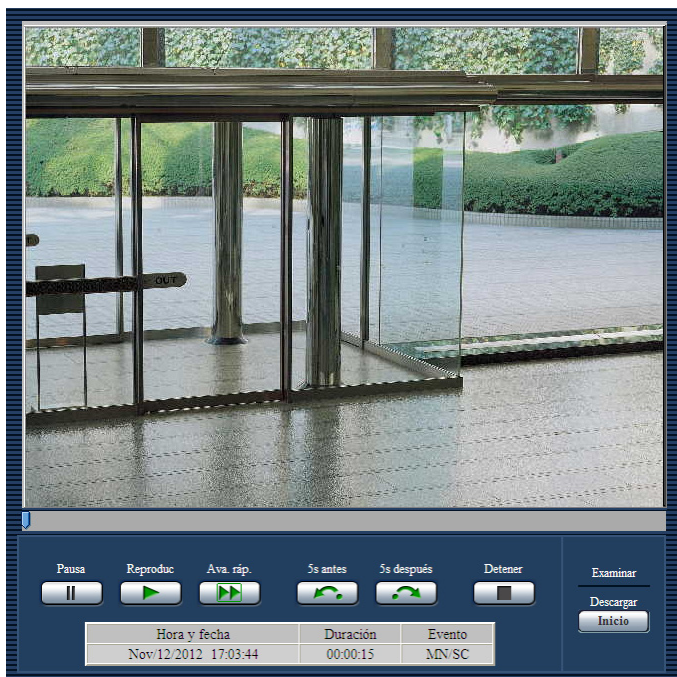 OUT
Pausa Reproduc Ava. ráp. 5s antes 5s después Detener
Examinar
Descargar
Inicio
Hora y fecha Duración Evento
Nov/12/2012 17:03:44 00:00:15 MN/SC